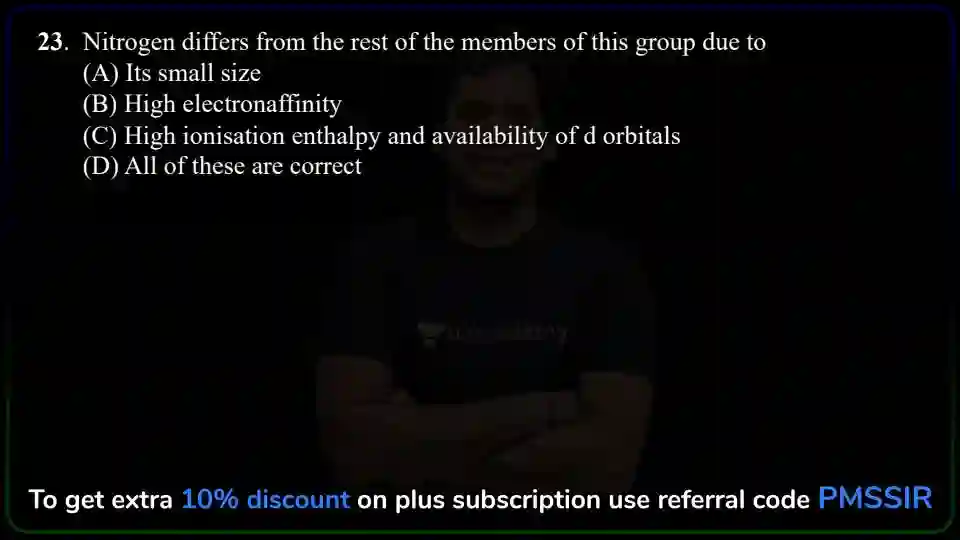 23. Nitrogen differs from the rest of the members of this group due to
(A) Its small size
(B) High electronaffinity
(C) High ionisation enthalpy and availability of d orbitals
(D) All of these are correct
To get extra 10% discount on plus subscription use referral code PMSSIR